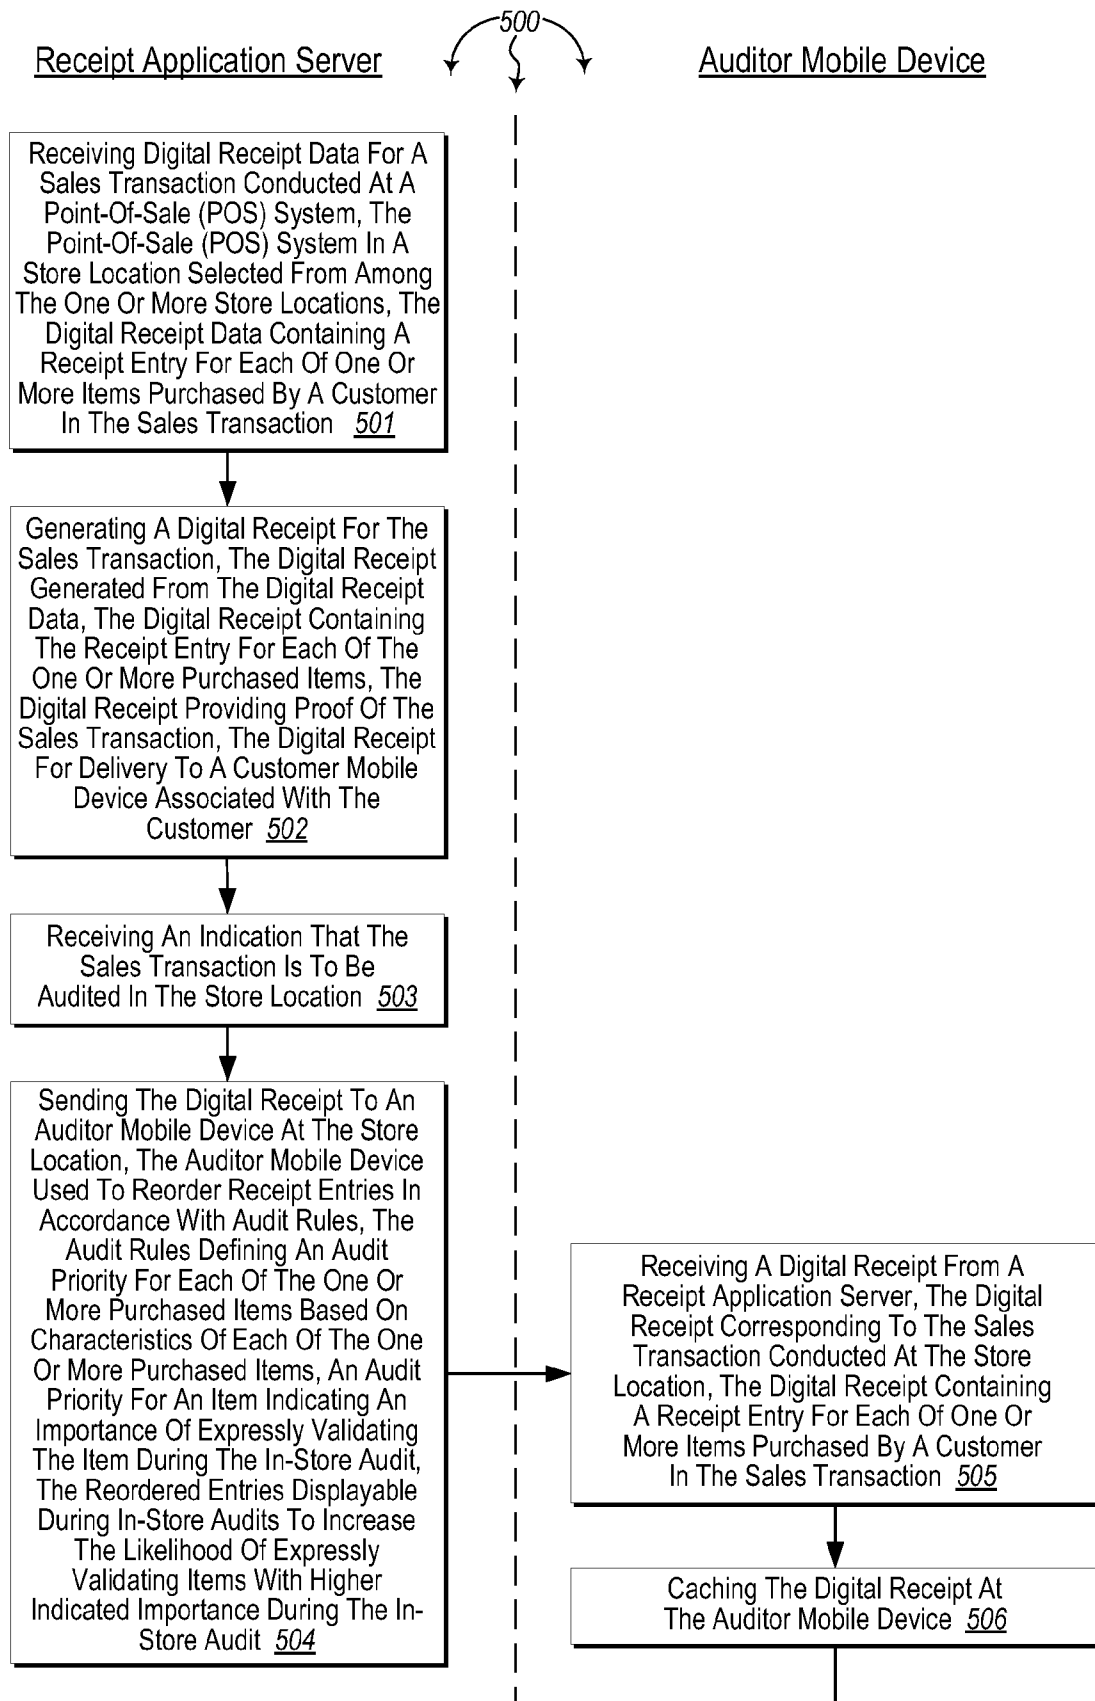 500
Receipt Application Server
Auditor Mobile Device
Receiving Digital Receipt Data For A
Sales Transaction Conducted At A
Point-Of-Sale (POS) System, The
Point-Of-Sale (POS) System In A
Store Location Selected From Among
The One Or More Store Locations, The
Digital Receipt Data Containing A
Receipt Entry For Each Of One Or
More Items Purchased By A Customer
In The Sales Transaction 501
Generating A Digital Receipt For The
Sales Transaction, The Digital Receipt
Generated From The Digital Receipt
Data, The Digital Receipt Containing
The Receipt Entry For Each Of The
One Or More Purchased Items, The
Digital Receipt Providing Proof Of The
Sales Transaction, The Digital Receipt
For Delivery To A Customer Mobile
Device Associated With The
Customer 502
Receiving An Indication That The
Sales Transaction Is To Be
Audited In The Store Location 503
Sending The Digital Receipt To An
Auditor Mobile Device At The Store
Location, The Auditor Mobile Device
Used To Reorder Receipt Entries In
Accordance With Audit Rules, The
Audit Rules Defining An Audit
Priority For Each Of The One Or
More Purchased Items Based On
Characteristics Of Each Of The One
Or More Purchased Items, An Audit
Priority For An Item Indicating An
Importance Of Expressly Validating
The Item During The In-Store Audit,
The Reordered Entries Displayable
During In-Store Audits To Increase
The Likelihood Of Expressly
Validating Items With Higher
Indicated Importance During The In-
Store Audit 504
Receiving A Digital Receipt From A
Receipt Application Server, The Digital
Receipt Corresponding To The Sales
Transaction Conducted At The Store
Location, The Digital Receipt Containing
A Receipt Entry For Each Of One Or
More Items Purchased By A Customer
In The Sales Transaction 505
Caching The Digital Receipt At
The Auditor Mobile Device 506